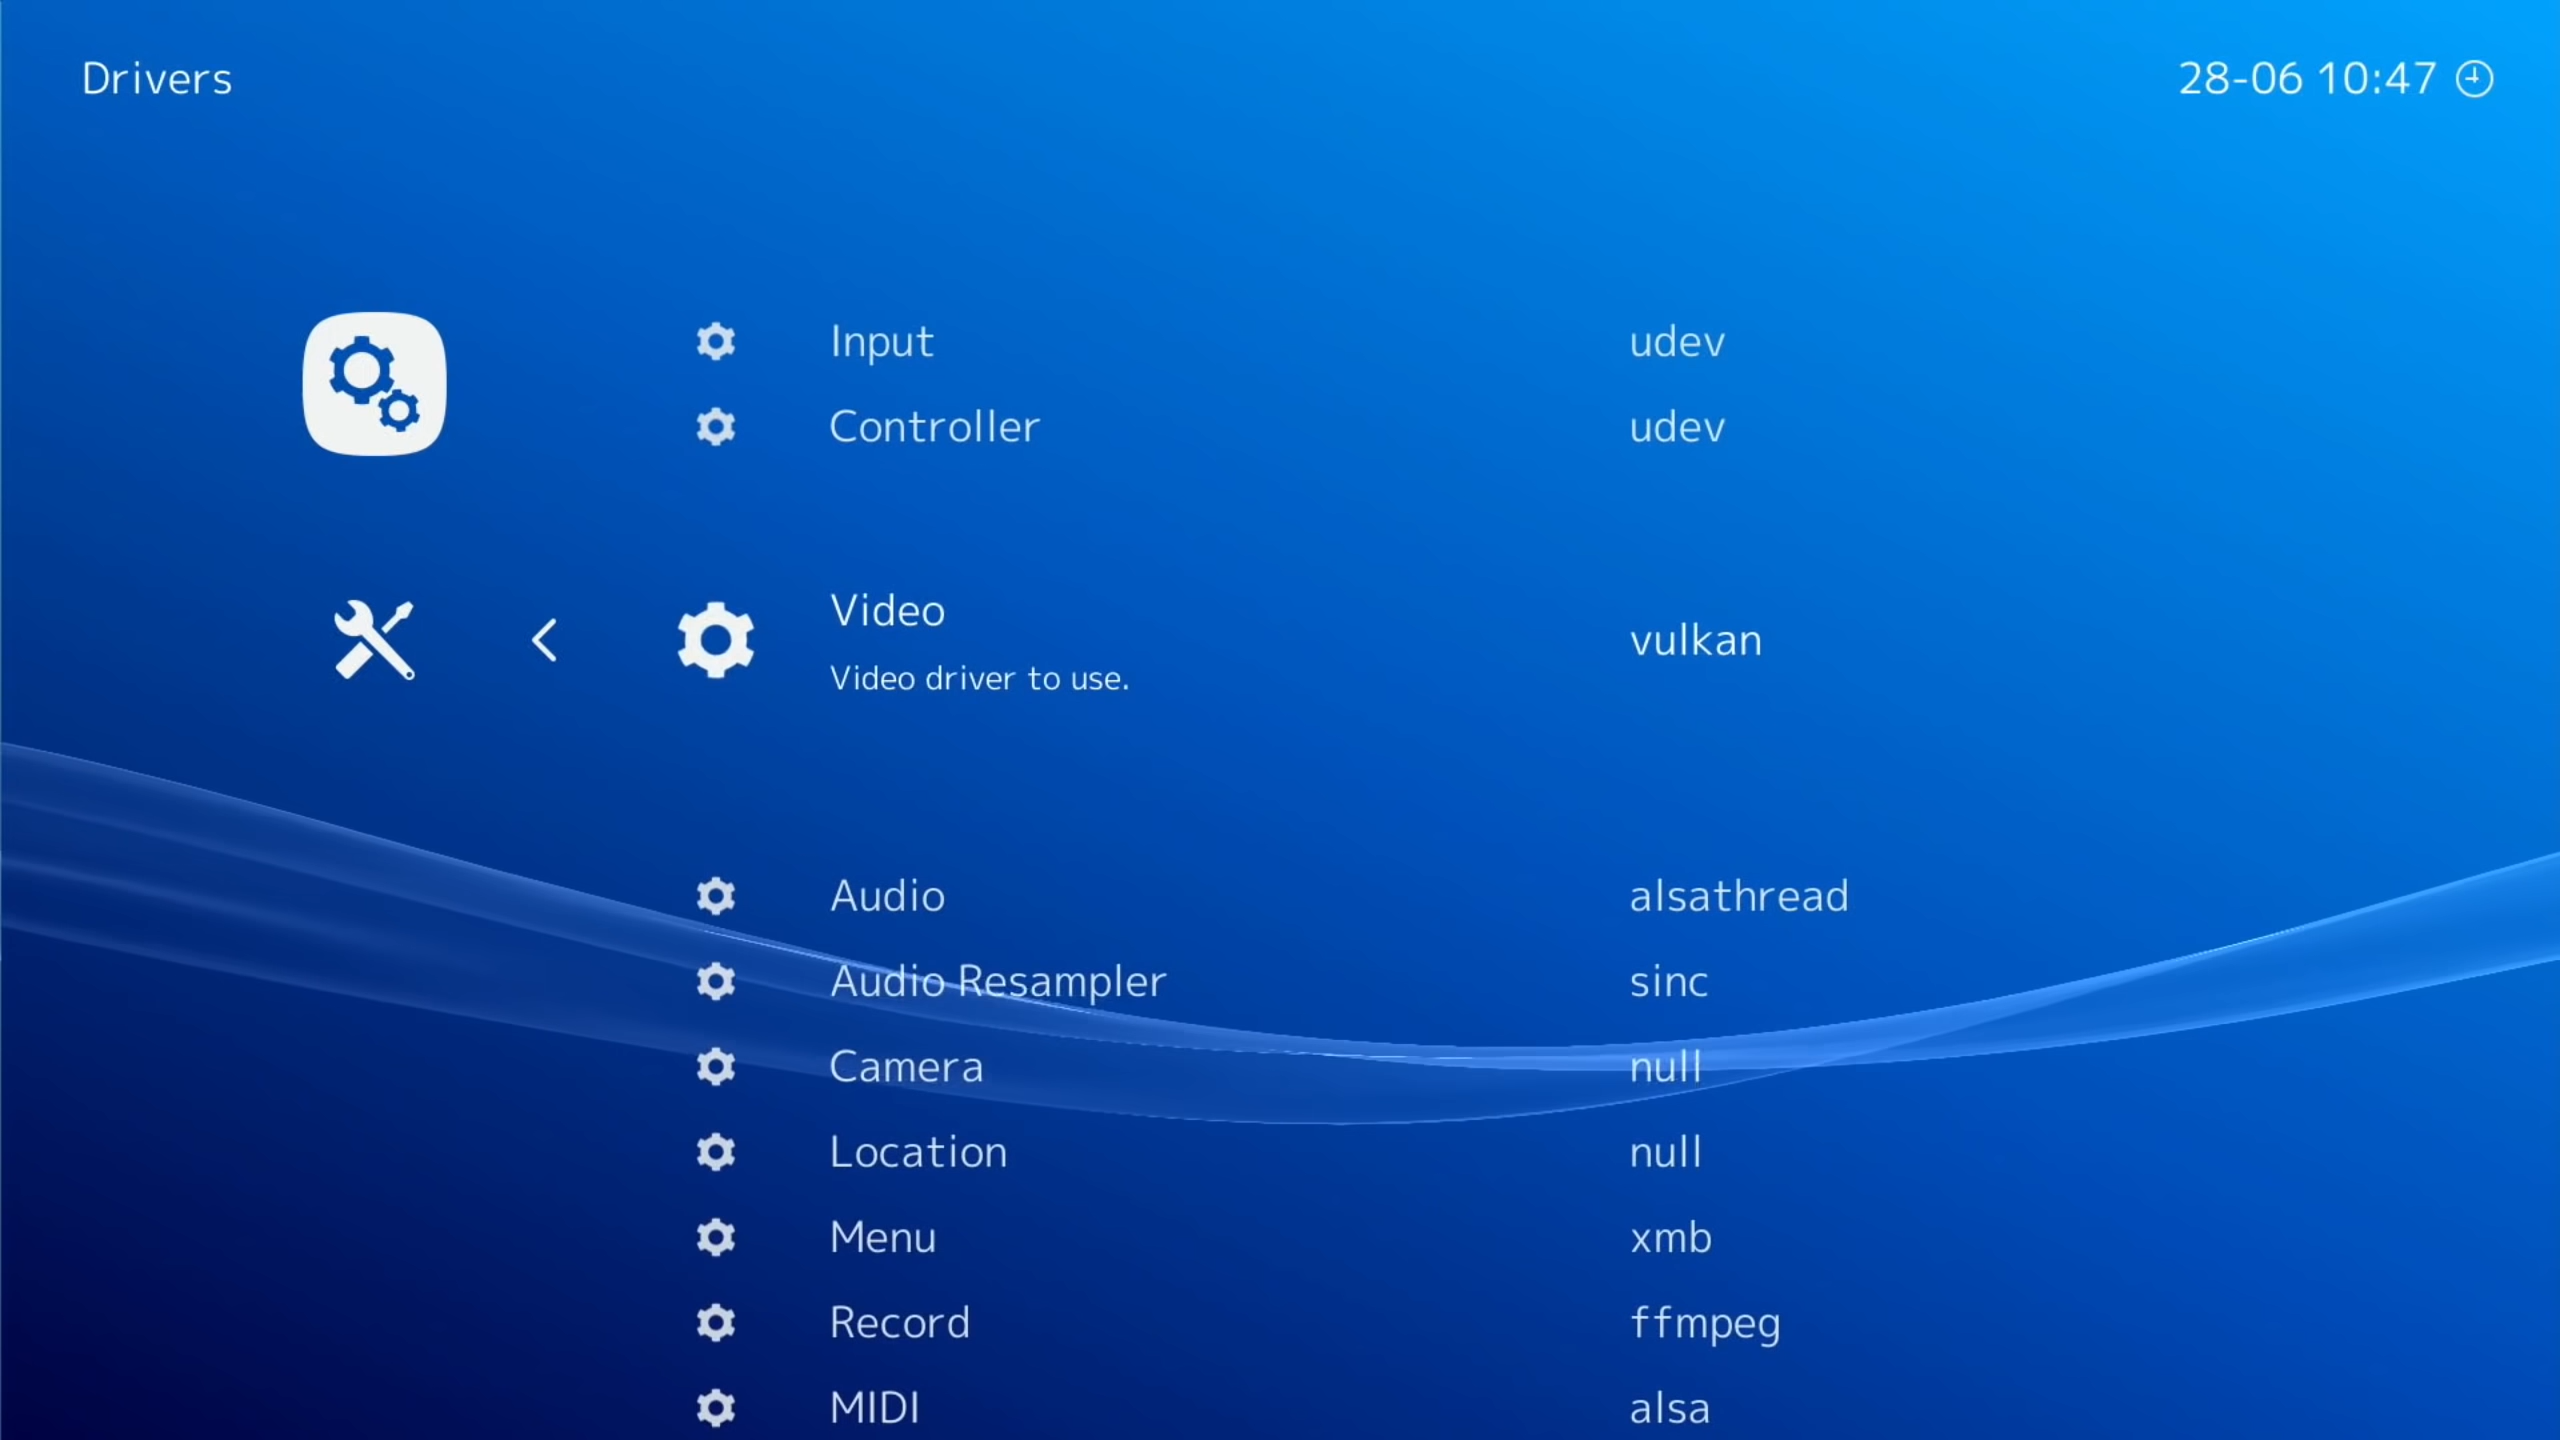 Drivers
28-06 10:47
Input udev
Controller udev
Video
vulkan
Video driver to use.
Audio alsathread
Audio Resampler sinc
Camera null
Location null
Menu xmb
Record ffmpeg
MIDI alsa